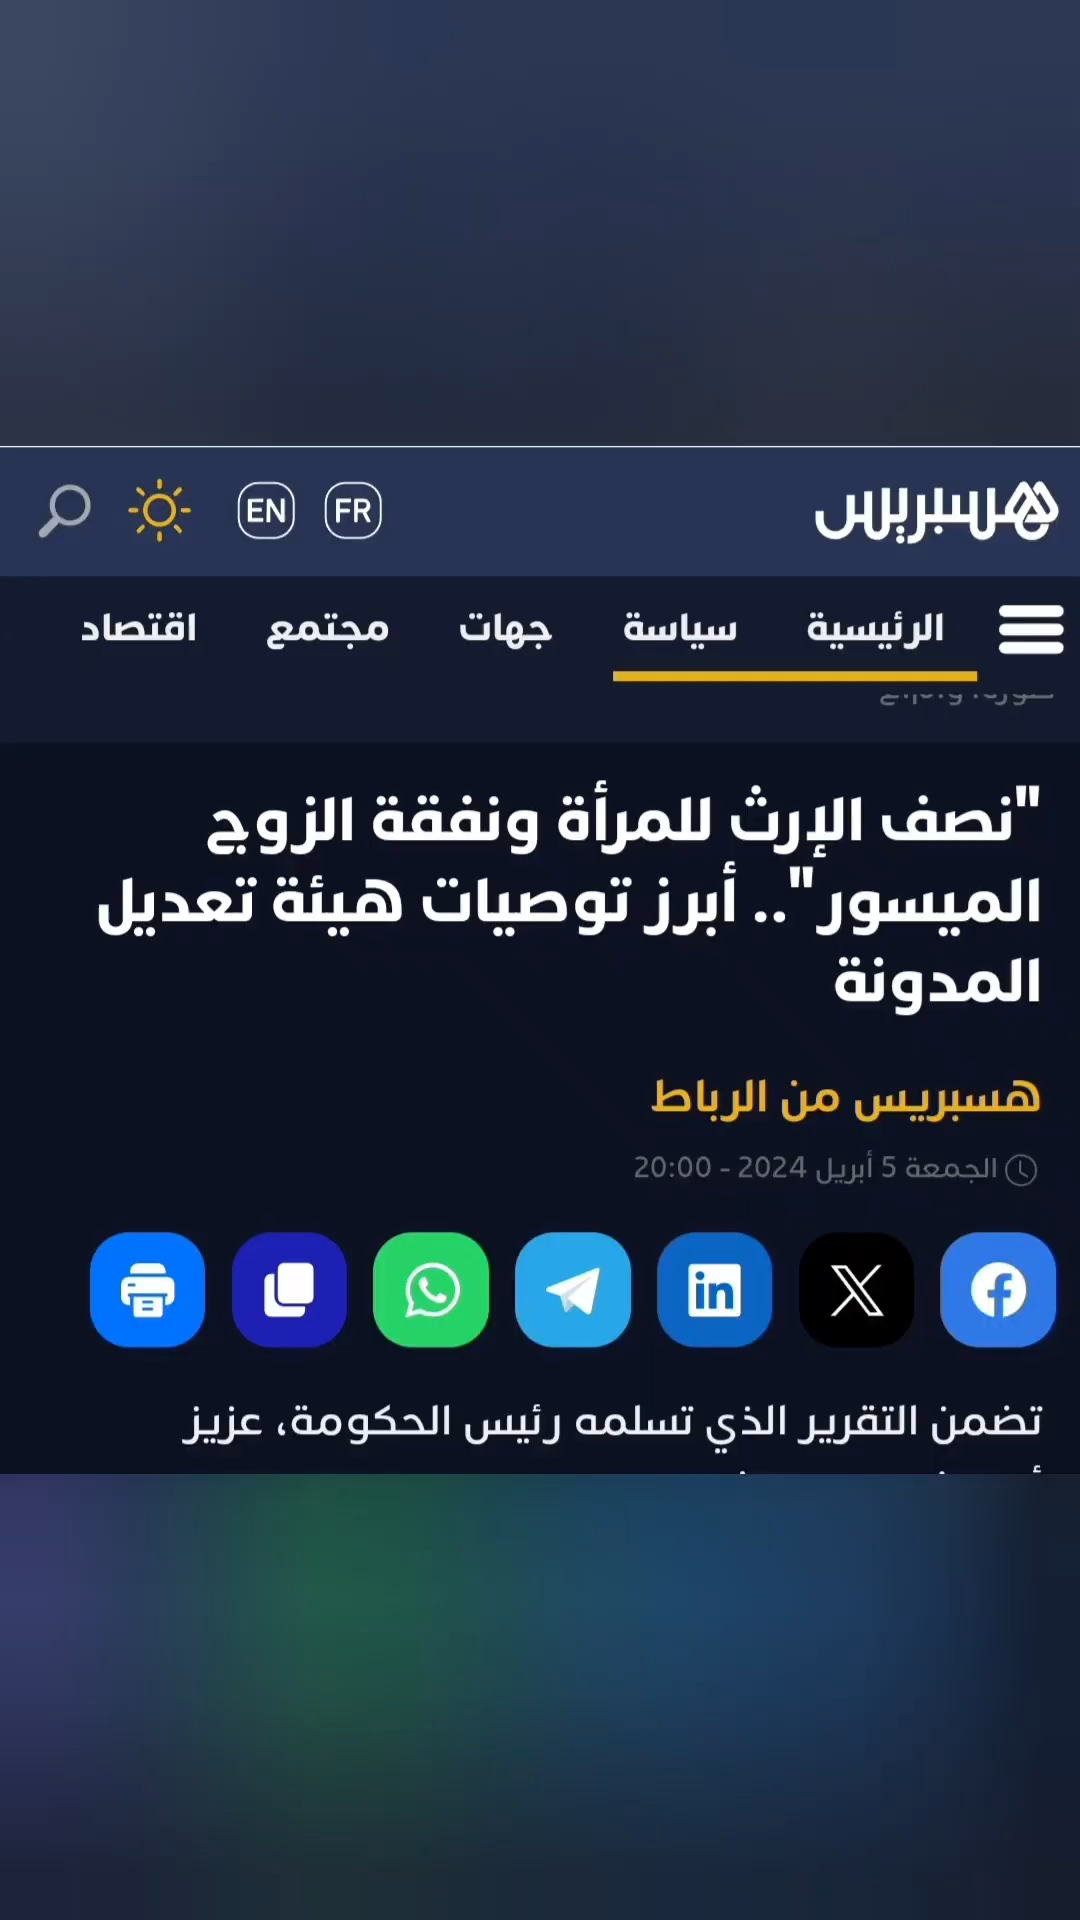 هسبريس
FR
EN
الرئيسية سياسة جهات مجتمع اقتصاد
"نصف الإرث للمرأة ونفقة الزوج
الميسور".. أبرز توصيات هيئة تعديل
المدونة
هسبريس من الرباط
الجمعة 5 أبريل 2024 - 20:00
تضمن التقرير الذي تسلمه رئيس الحكومة، عزيز